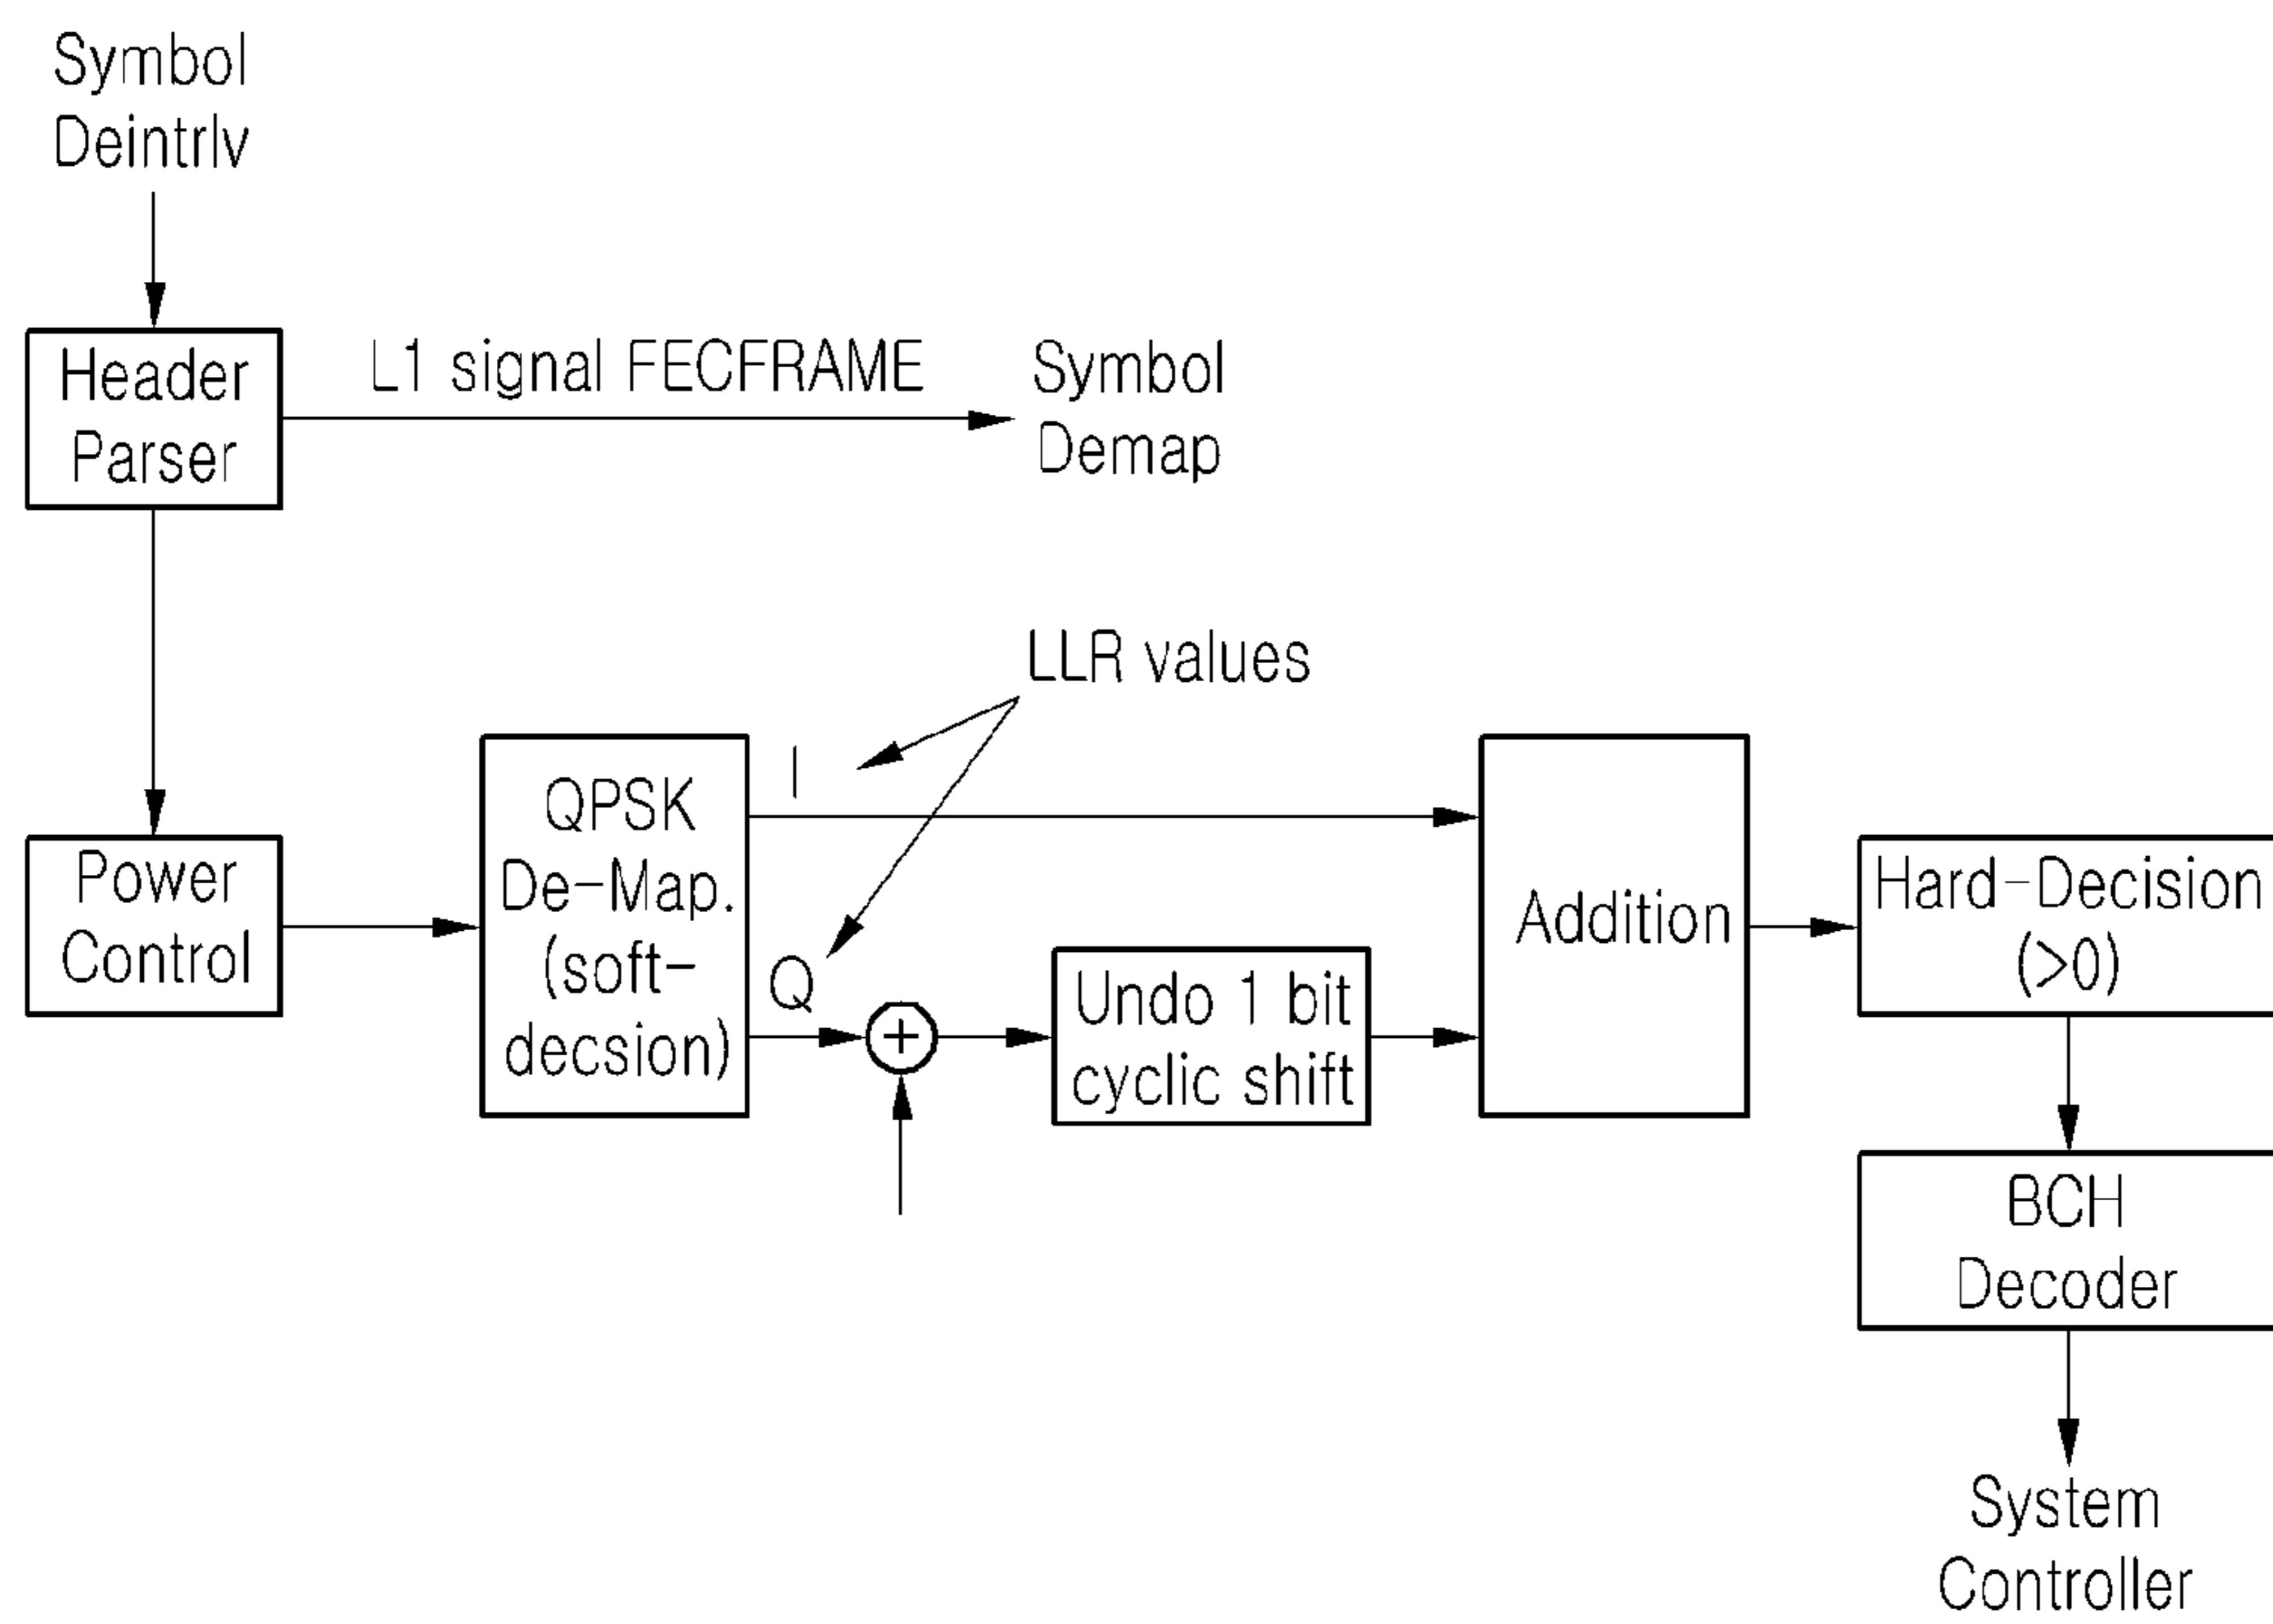 Symbol
Deintrlv
Header
Parser
L1 signal FECFRAME
Symbol
Demap
LLR values
Power
Control
QPSK
De-Map.
(soft-
decsion)
I
Q
+
Undo 1 bit
cyclic shift
Addition
Hard-Decision
(>0)
BCH
Decoder
System
Controller